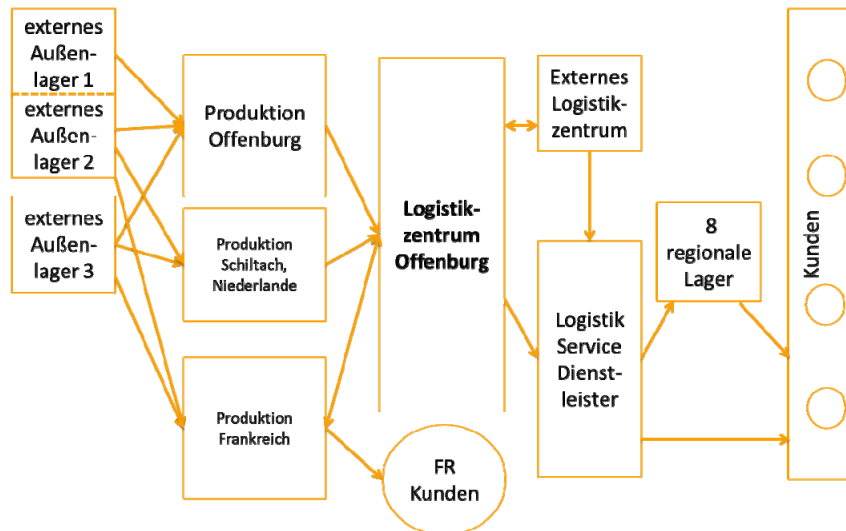 externes
Außen-
lager 1
externes
Außen-
lager 2
externes
Außen-
lager 3
Produktion
Offenburg
Produktion
Schiltach,
Niederlande
Produktion
Frankreich
Logistik-
zentrum
Offenburg
FR
Kunden
Externes
Logistik-
zentrum
Logistik
Service
Dienst-
leister
8
regionale
Lager
Kunden